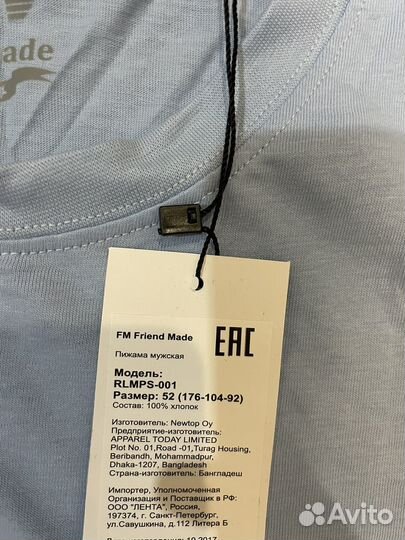 ade
FM Friend Made
EAC
Пижама мужская
Модель:
RLMPS-001
Размер: 52 (176-104-92)
Состав: 100% хлопок
Изготовитель: Newtop Oy
Предприятие-изготовитель:
APPAREL TODAY LIMITED
Plot No. 01,Road -01,Turag Housing,
Beribandh, Mohammadpur,
Dhaka-1207, Bangladesh
Страна-изготовитель: Бангладеш
Импортер, Уполномоченная
Организация и Поставщик в РФ:
ООО "ЛЕНТА", Россия,
197374, г. Санкт-Петербург,
ул.Савушкина, д.112 Литера Б
10.2017
Avito